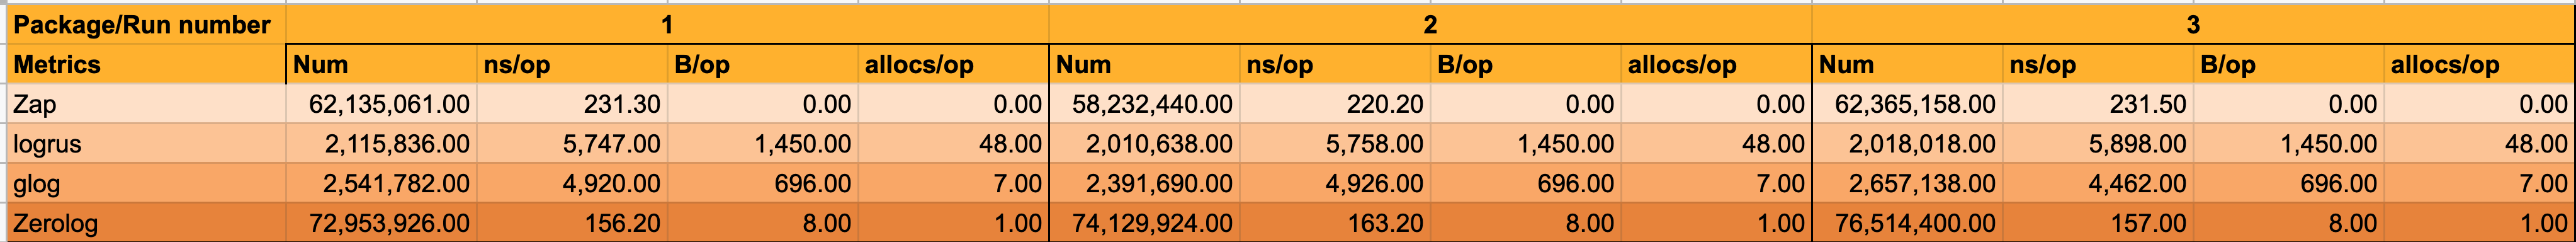 Package/Run number 1 2 3
Metrics Num ns/op B/op allocs/op Num ns/op B/op allocs/op Num ns/op B/op allocs/op
Zap 62,135,061.00 231.30 0.00 0.00 58,232,440.00 220.20 0.00 0.00 62,365,158.00 231.50 0.00 0.00
logrus 2,115,836.00 5,747.00 1,450.00 48.00 2,010,638.00 5,758.00 1,450.00 48.00 2,018,018.00 5,898.00 1,450.00 48.00
glog 2,541,782.00 4,920.00 696.00 7.00 2,391,690.00 4,926.00 696.00 7.00 2,657,138.00 4,462.00 696.00 7.00
Zerolog 72,953,926.00 156.20 8.00 1.00 74,129,924.00 163.20 8.00 1.00 76,514,400.00 157.00 8.00 1.00